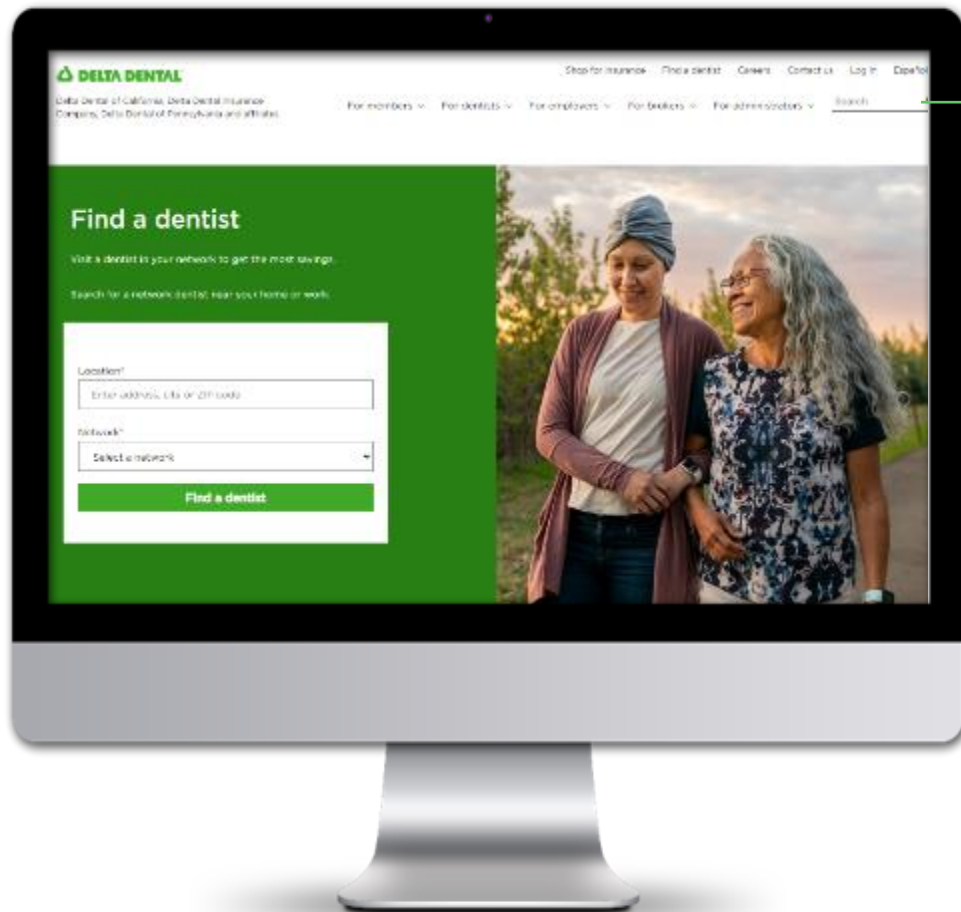 DELTA DENTAL
Shop for insurance Find a dentist Careers Contact us Log in Español
Delta Dental of California, Delta Dental Insurance
Company, Delta Dental of Pennsylvania and affiliates
For members For dentists For employers For brokers For administrators Search
Find a dentist
Visit a dentist in your network to get the most savings.
Search for a network dentist near your home or work.
Location*
Enter address, city or ZIP code
Network*
Select a network
Find a dentist